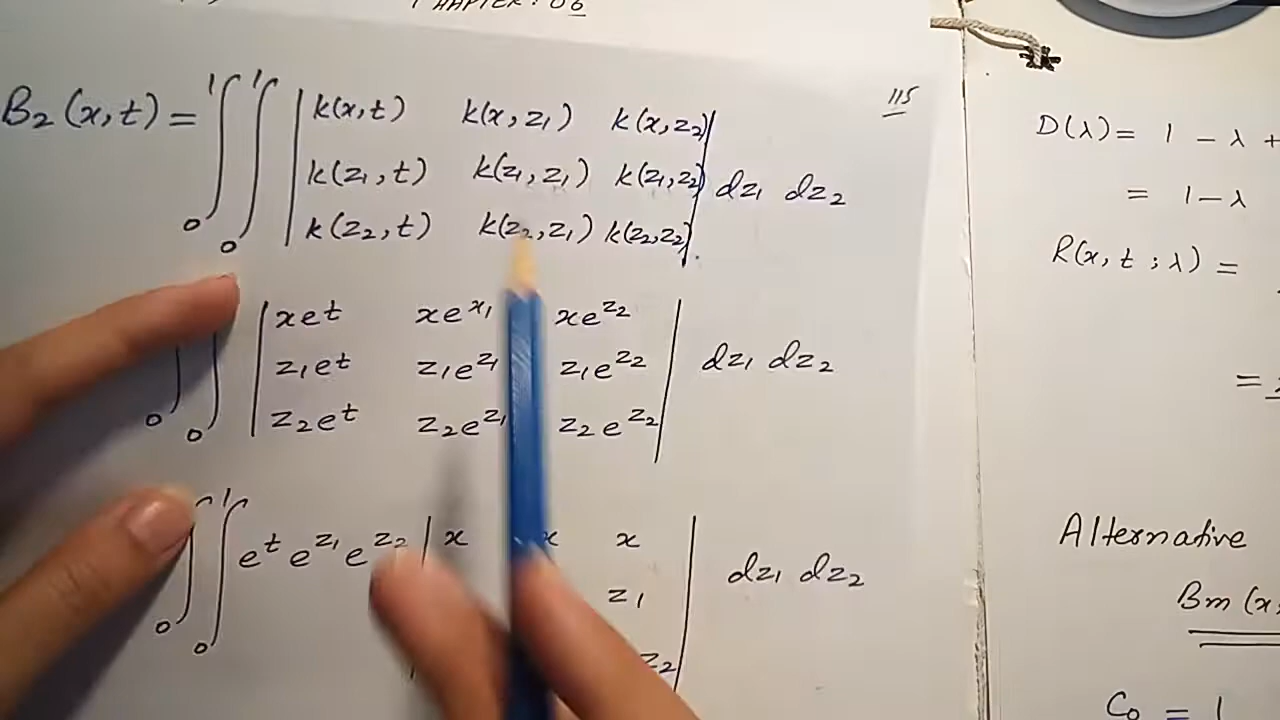 CHAPTER: 06
115
B₂(x,t) = ∫₀¹ ∫₀¹ | k(x,t) k(x,z₁) k(x,z₂) |
| k(z₁,t) k(z₁,z₁) k(z₁,z₂) | dz₁ dz₂
| k(z₂,t) k(z₂,z₁) k(z₂,z₂) |.
| xeᵗ xe^x₁ xe^z₂ |
∫₀ ∫₀ | z₁eᵗ z₁e^z₁ z₁e^z₂ | dz₁ dz₂
| z₂eᵗ z₂e^z₁ z₂e^z₂ |
∫₀ ∫₀¹ eᵗ e^z₁ e^z₂ | x x x | dz₁ dz₂
z₁
z₂
D(λ) = 1 - λ +
= 1 - λ
R(x,t;λ) =
=
Alternative
Bm(x,
C₀ = 1